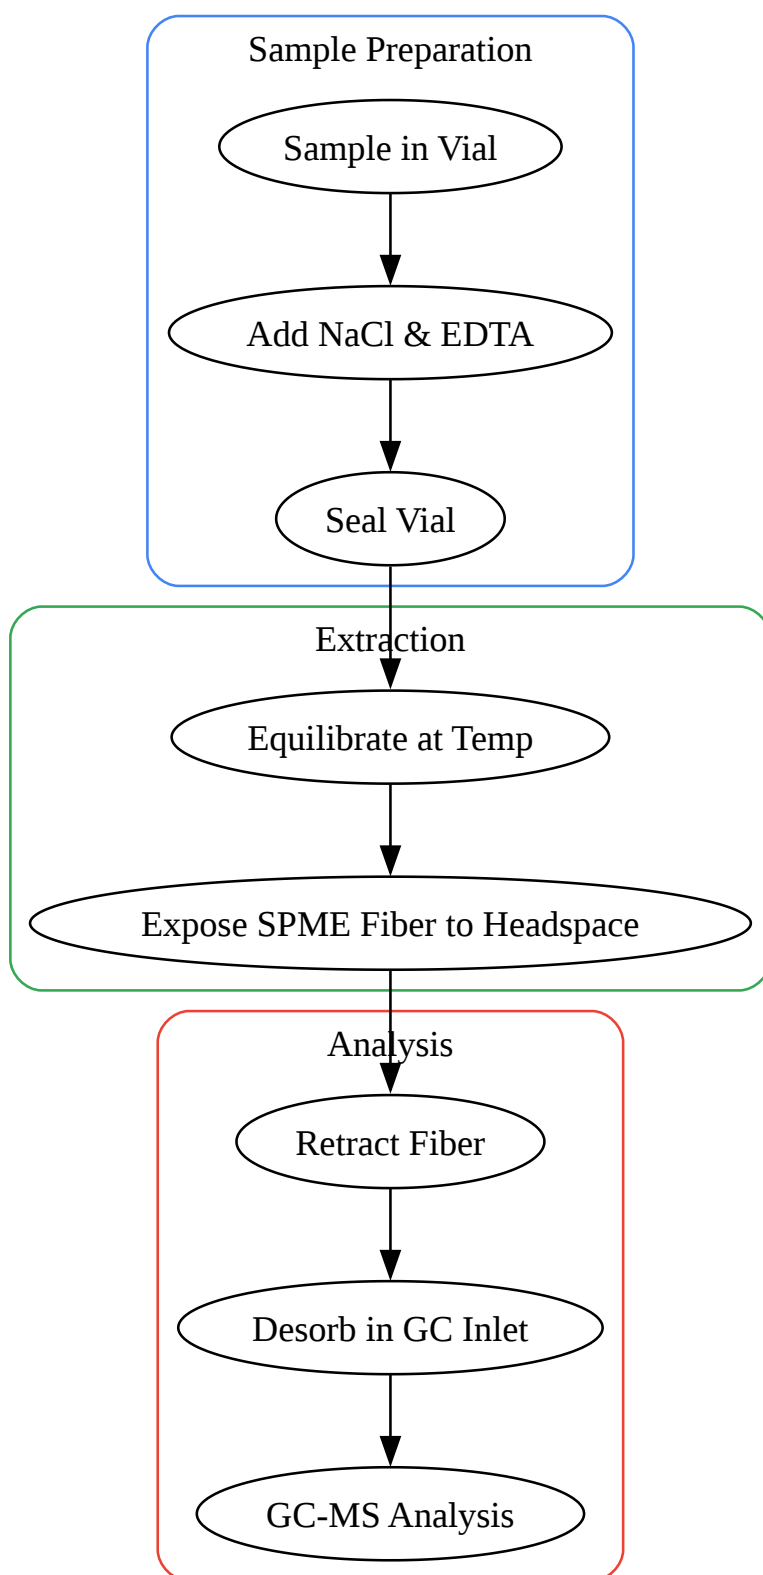 Sample Preparation
Sample in Vial
Add NaCl & EDTA
Seal Vial
Extraction
Equilibrate at Temp
Expose SPME Fiber to Headspace
Analysis
Retract Fiber
Desorb in GC Inlet
GC-MS Analysis